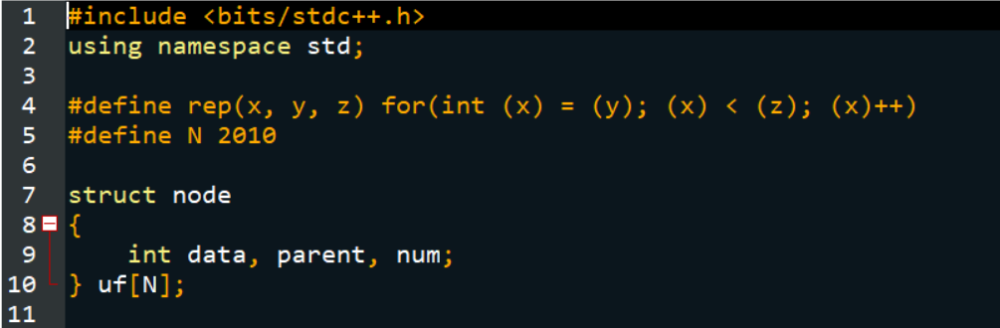 1 #include <bits/stdc++.h>
2 using namespace std;
3
4 #define rep(x, y, z) for(int (x) = (y); (x) < (z); (x)++)
5 #define N 2010
6
7 struct node
8 {
9     int data, parent, num;
10 } uf[N];
11